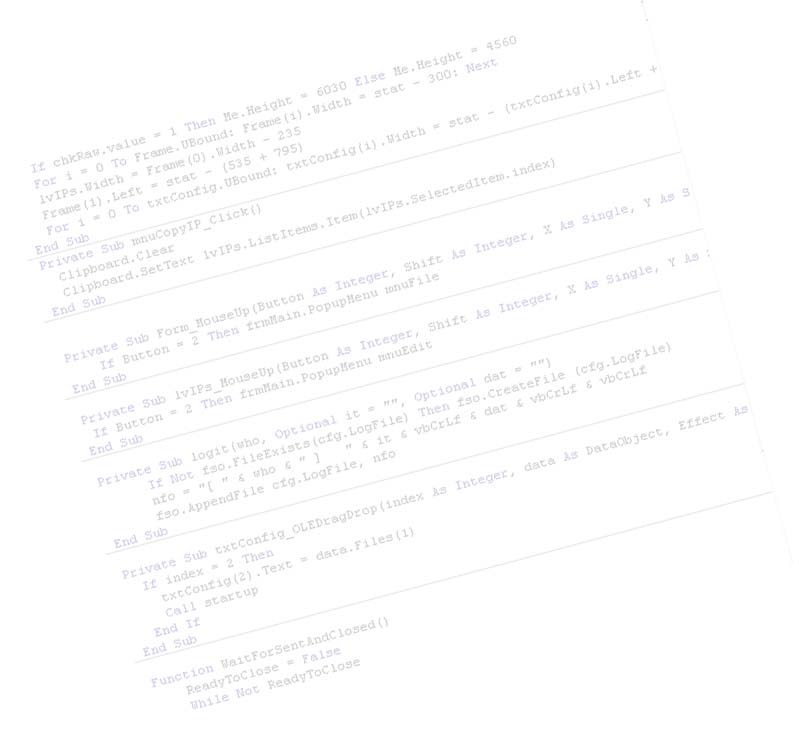 If chkRaw.value = 1 Then Me.Height = 6030 Else Me.Height = 4560
For i = 0 To Frame.UBound: Frame(i).Width = stat - 300: Next
lvIPs.Width = Frame(0).Width - 235
Frame(1).Left = stat - (535 + 795)
For i = 0 To txtConfig.UBound: txtConfig(i).Width = stat - (txtConfig(i).Left +
End Sub
Private Sub mnuCopyIP_Click()
Clipboard.Clear
Clipboard.SetText lvIPs.ListItems.Item(lvIPs.SelectedItem.index)
End Sub
Private Sub Form_MouseUp(Button As Integer, Shift As Integer, X As Single, Y As S
If Button = 2 Then frmMain.PopupMenu mnuFile
End Sub
Private Sub lvIPs_MouseUp(Button As Integer, Shift As Integer, X As Single, Y As
If Button = 2 Then frmMain.PopupMenu mnuEdit
End Sub
Private Sub logit(who, Optional it = "", Optional dat = "")
If Not fso.FileExists(cfg.LogFile) Then fso.CreateFile (cfg.LogFile)
nfo = "[ " & who & " ]   " & it & vbCrLf & dat & vbCrLf & vbCrLf
fso.AppendFile cfg.LogFile, nfo
End Sub
Private Sub txtConfig_OLEDragDrop(index As Integer, data As DataObject, Effect As
If index = 2 Then
txtConfig(2).Text = data.Files(1)
Call startup
End If
End Sub
Function WaitForSentAndClosed()
ReadyToClose = False
While Not ReadyToClose